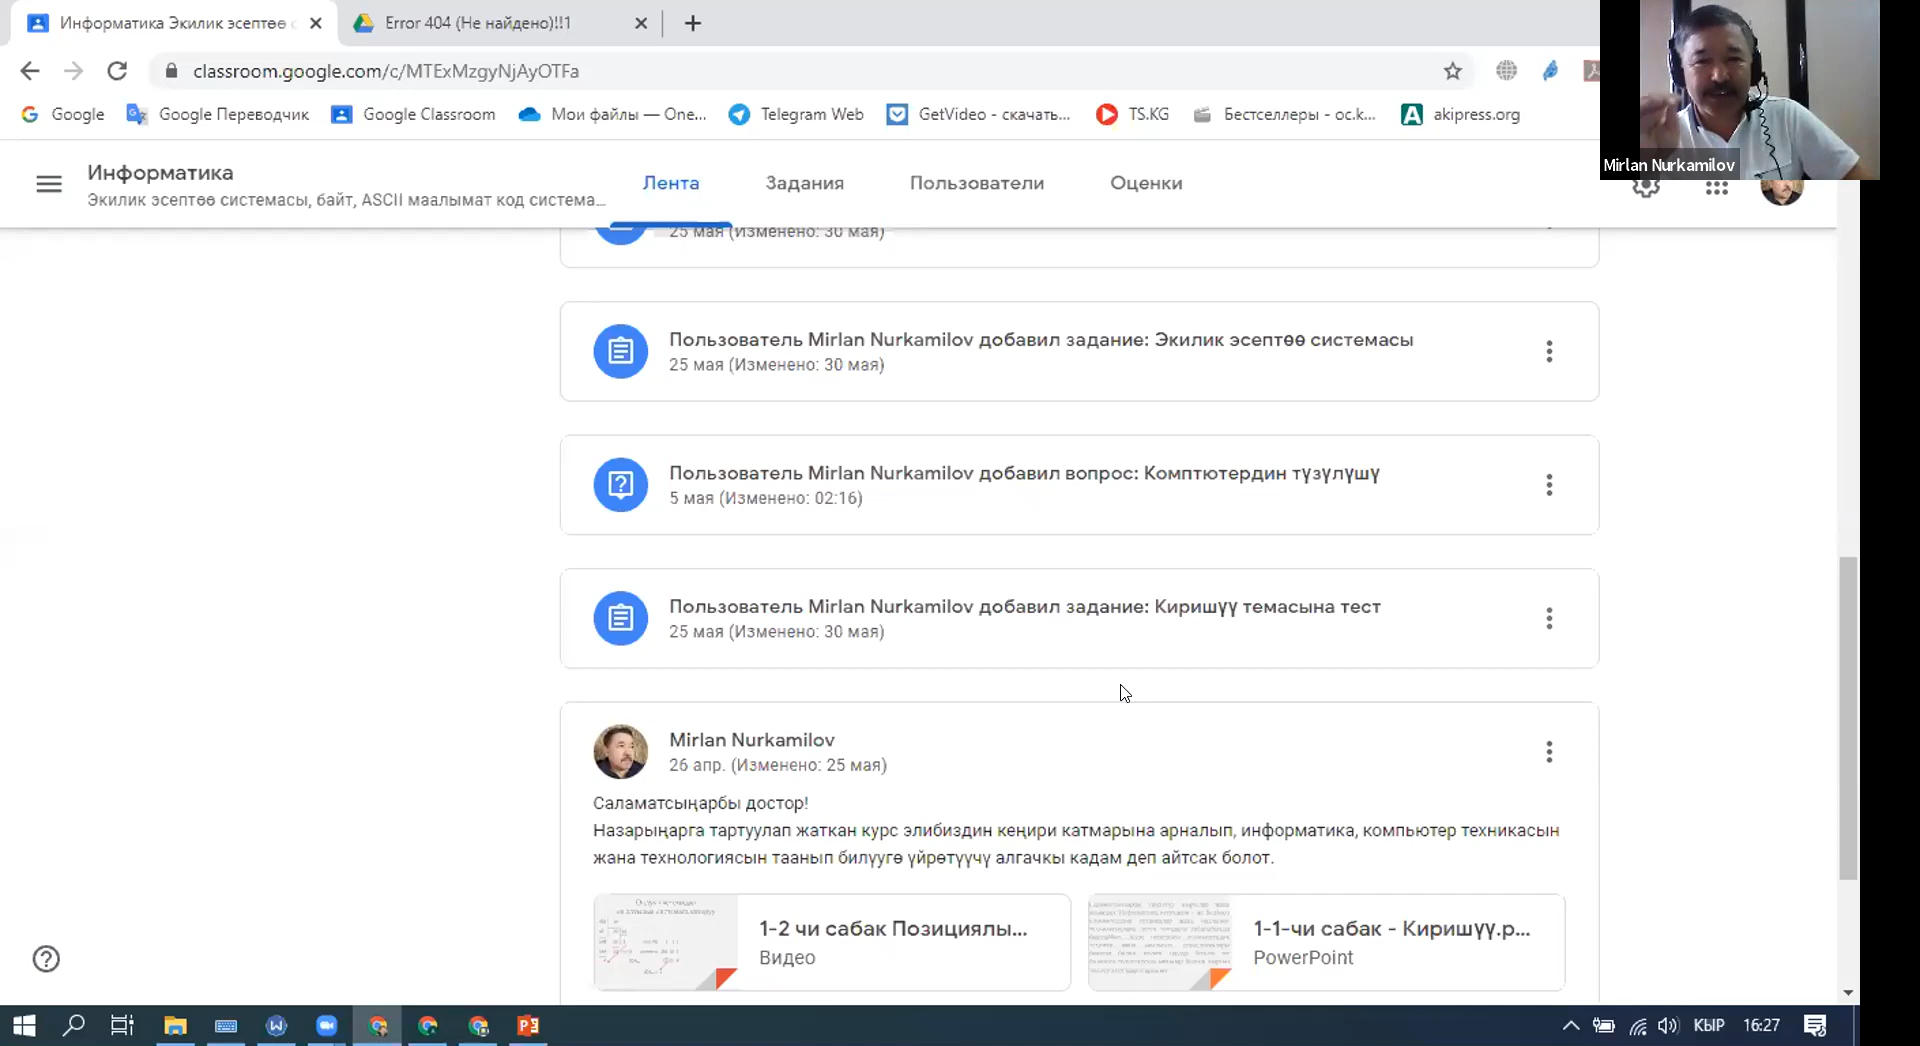 Информатика Экилик эсептөө с
Error 404 (Не найдено)!!1
classroom.google.com/c/MTExMzgyNjAyOTFa
Google
Google Переводчик
Google Classroom
Мои файлы — One...
Telegram Web
GetVideo - скачать...
TS.KG
Бестселлеры - oc.k...
akipress.org
Mirlan Nurkamilov
Информатика
Экилик эсептөө системасы, байт, ASCII маалымат код система...
Лента
Задания
Пользователи
Оценки
25 мая (Изменено: 30 мая)
Пользователь Mirlan Nurkamilov добавил задание: Экилик эсептөө системасы
25 мая (Изменено: 30 мая)
Пользователь Mirlan Nurkamilov добавил вопрос: Комптютердин түзүлүшү
5 мая (Изменено: 02:16)
Пользователь Mirlan Nurkamilov добавил задание: Киришүү темасына тест
25 мая (Изменено: 30 мая)
Mirlan Nurkamilov
26 апр. (Изменено: 25 мая)
Саламатсыңарбы достор!
Назарыңарга тартуулап жаткан курс элибиздин кеңири катмарына арналып, информатика, компьютер техникасын
жана технологиясын таанып билүүгө үйрөтүүчү алгачкы кадам деп айтсак болот.
1-2 чи сабак Позициялы...
Видео
1-1-чи сабак - Киришүү.р...
PowerPoint
КЫР
16:27